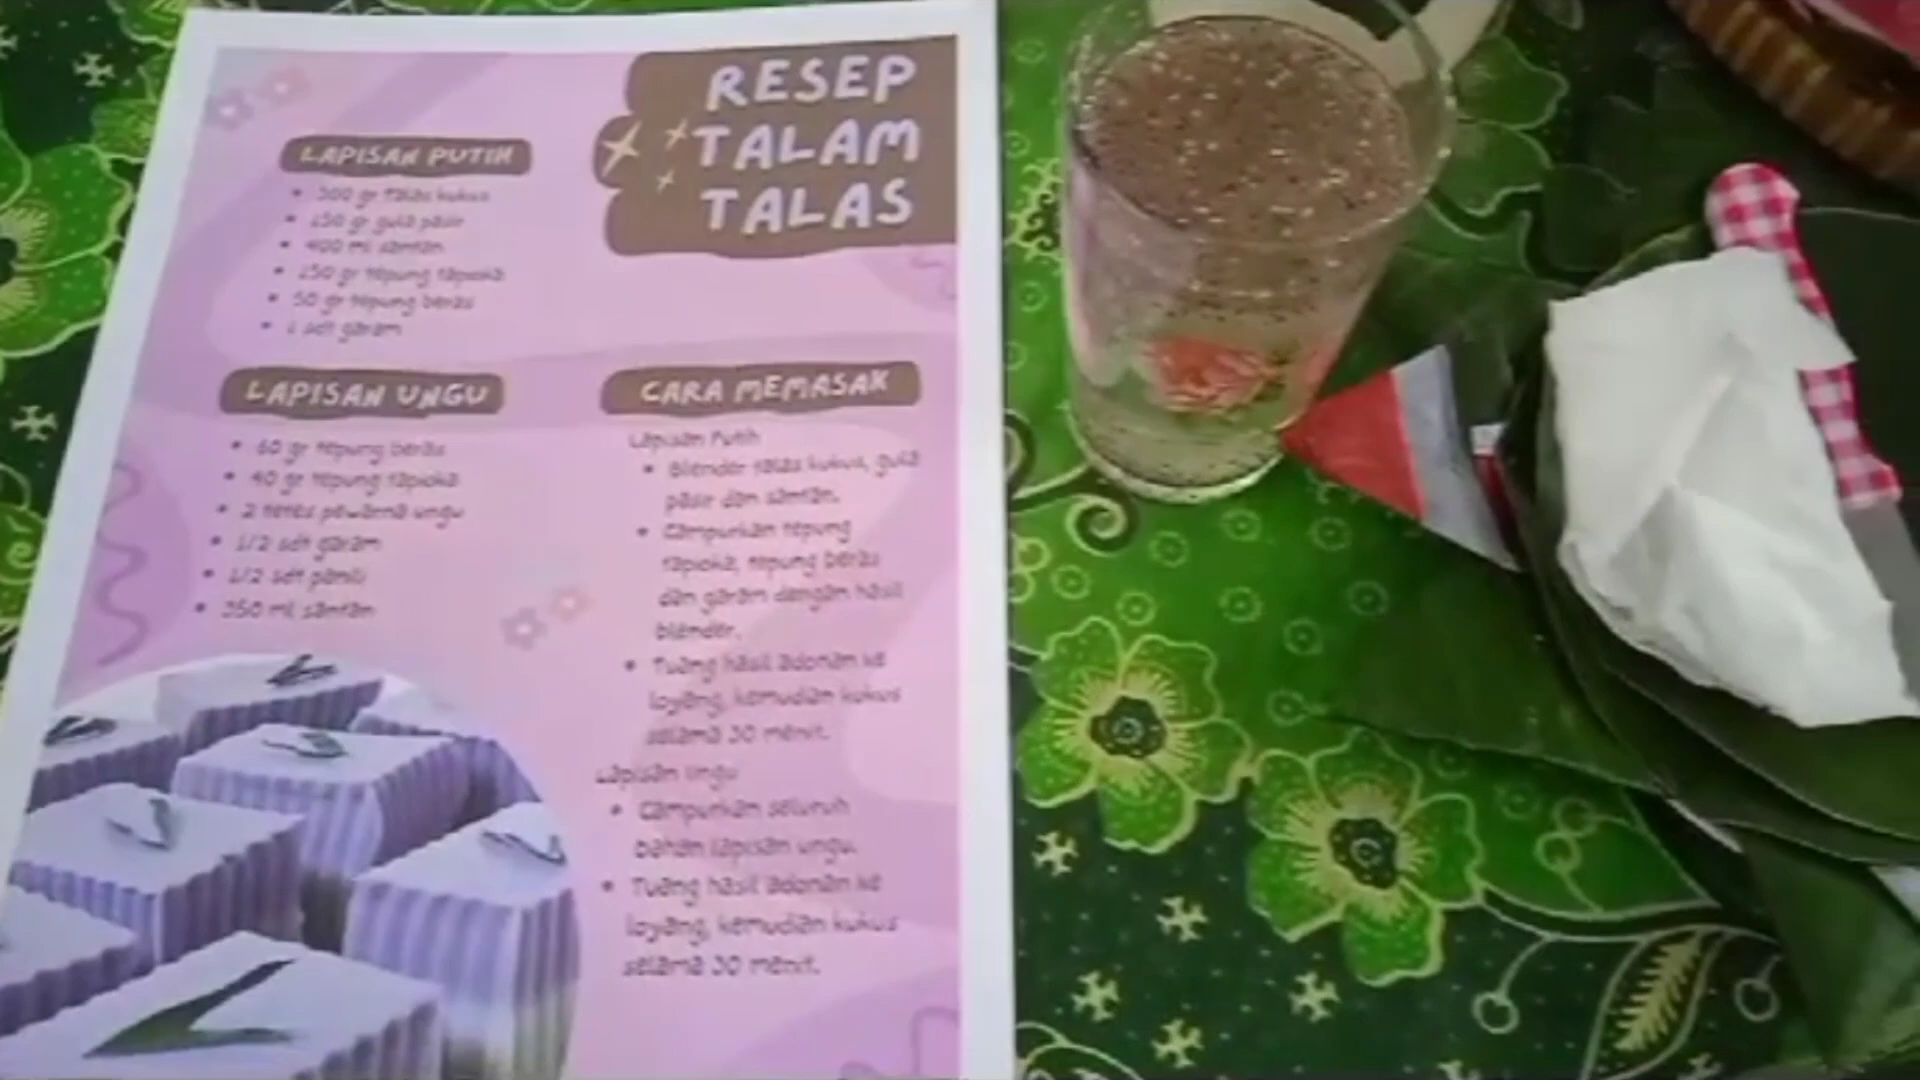 RESEP
TALAM
TALAS
LAPISAN PUTIH
• 500 gr talas kukus
• 150 gr gula pasir
• 400 ml santan
• 150 gr tepung tapioka
• 50 gr tepung beras
• 1 sdt garam
LAPISAN UNGU
• 60 gr tepung beras
• 40 gr tepung tapioka
• 2 tetes pewarna ungu
• 1/2 sdt garam
• 1/2 sdt panili
• 350 ml santan
CARA MEMASAK
Lapisan Putih
• Blender talas kukus, gula
pasir dan santan.
• Campurkan tepung
tapioka, tepung beras
dan garam dengan hasil
blender.
• Tuang hasil adonan ke
loyang, kemudian kukus
selama 30 menit.
Lapisan Ungu
• Campurkan seluruh
bahan lapisan ungu.
• Tuang hasil adonan ke
loyang, kemudian kukus
selama 30 menit.